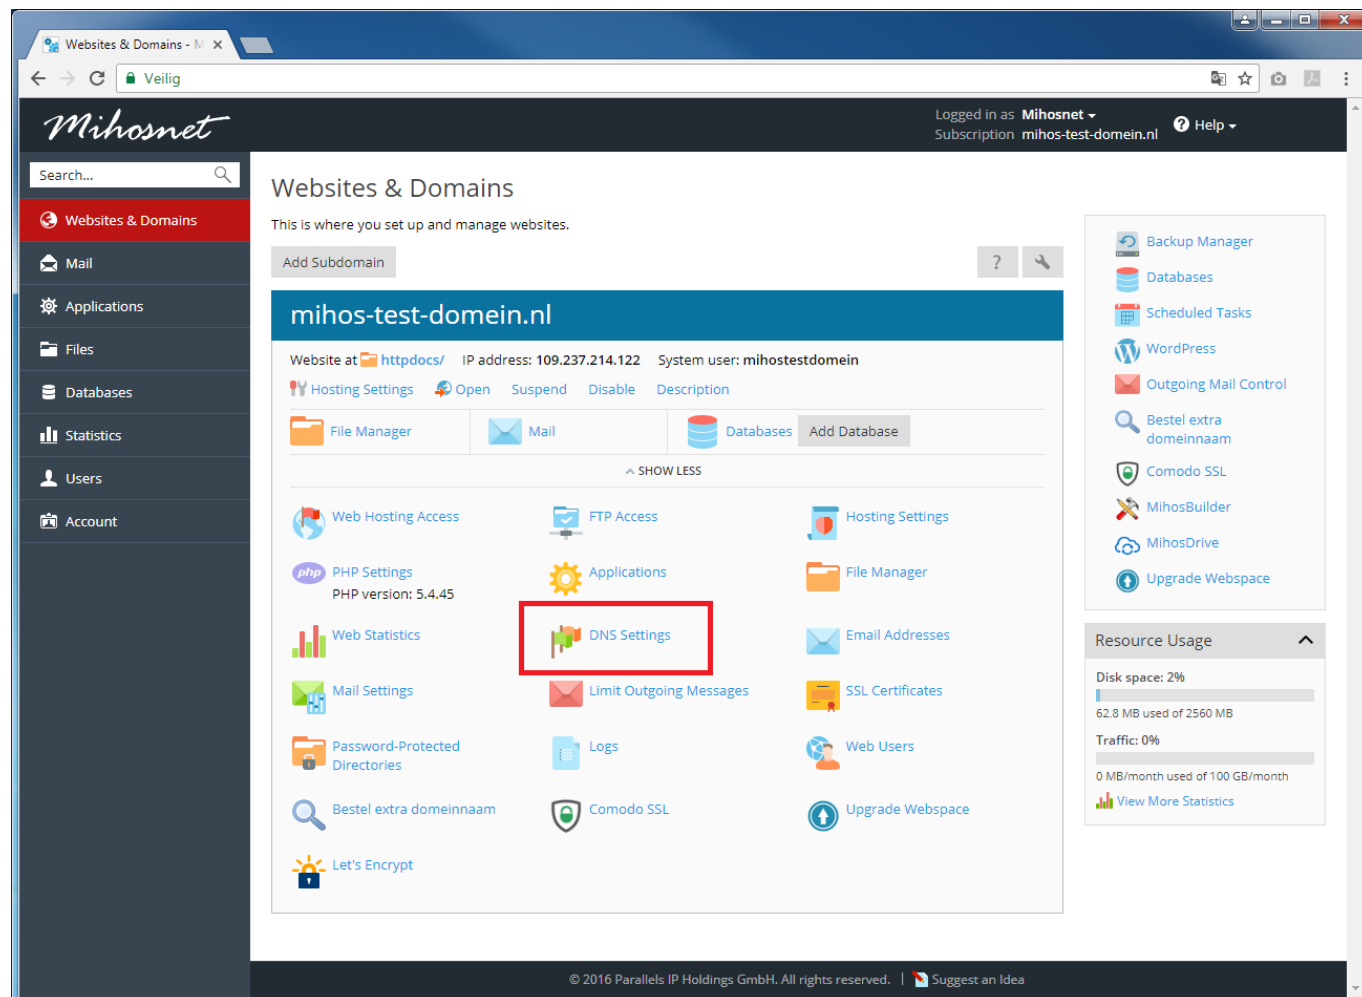 Websites & Domains - M
Veilig
Mihosnet
Logged in as Mihosnet
Subscription mihos-test-domein.nl
Help
Search...
Websites & Domains
Mail
Applications
Files
Databases
Statistics
Users
Account
Websites & Domains
This is where you set up and manage websites.
Add Subdomain
?
mihos-test-domein.nl
Website at httpdocs/ IP address: 109.237.214.122 System user: mihostestdomein
Hosting Settings Open Suspend Disable Description
File Manager Mail Databases Add Database
SHOW LESS
Web Hosting Access FTP Access Hosting Settings
php PHP Settings Applications File Manager
PHP version: 5.4.45
Web Statistics DNS Settings Email Addresses
Mail Settings Limit Outgoing Messages SSL Certificates
Password-Protected Logs Web Users
Directories
Bestel extra domeinnaam Comodo SSL Upgrade Webspace
Let's Encrypt
Backup Manager
Databases
Scheduled Tasks
WordPress
Outgoing Mail Control
Bestel extra
domeinnaam
Comodo SSL
MihosBuilder
MihosDrive
Upgrade Webspace
Resource Usage
Disk space: 2%
62.8 MB used of 2560 MB
Traffic: 0%
0 MB/month used of 100 GB/month
View More Statistics
© 2016 Parallels IP Holdings GmbH. All rights reserved. | Suggest an Idea